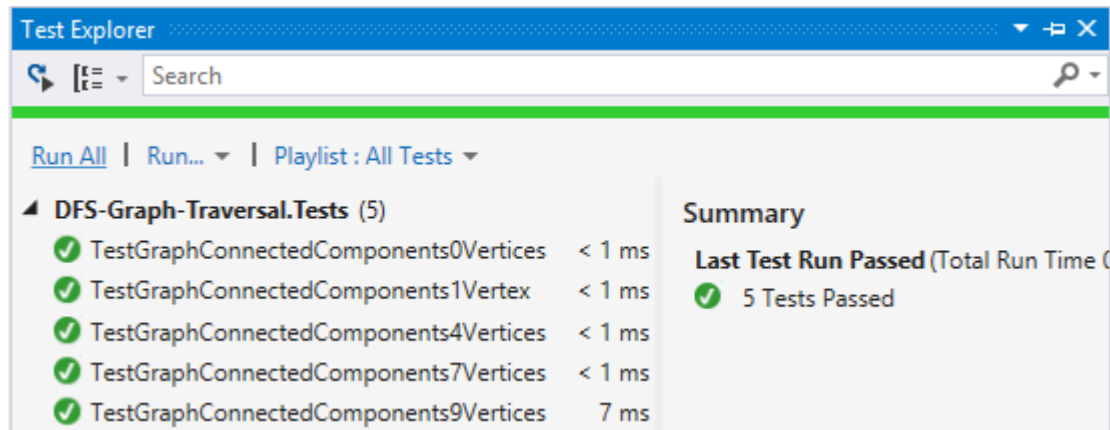 Test Explorer
Search
Run All | Run... | Playlist : All Tests
DFS-Graph-Traversal.Tests (5)
TestGraphConnectedComponents0Vertices < 1 ms
TestGraphConnectedComponents1Vertex < 1 ms
TestGraphConnectedComponents4Vertices < 1 ms
TestGraphConnectedComponents7Vertices < 1 ms
TestGraphConnectedComponents9Vertices 7 ms
Summary
Last Test Run Passed (Total Run Time 0
5 Tests Passed